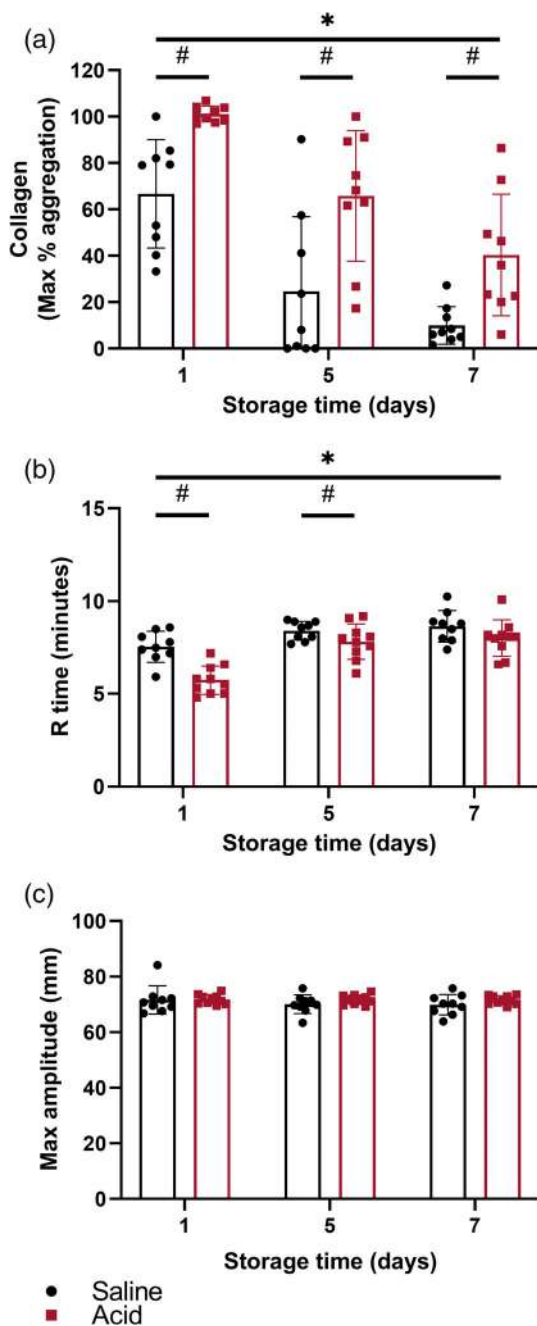 (a)
*
# # #
120
100
80
60
40
20
0
Collagen
(Max % aggregation)
1 5 7
Storage time (days)
(b)
*
# #
15
10
5
0
R time (minutes)
1 5 7
Storage time (days)
(c)
100
80
60
40
20
0
Max amplitude (mm)
1 5 7
Storage time (days)
Saline
Acid